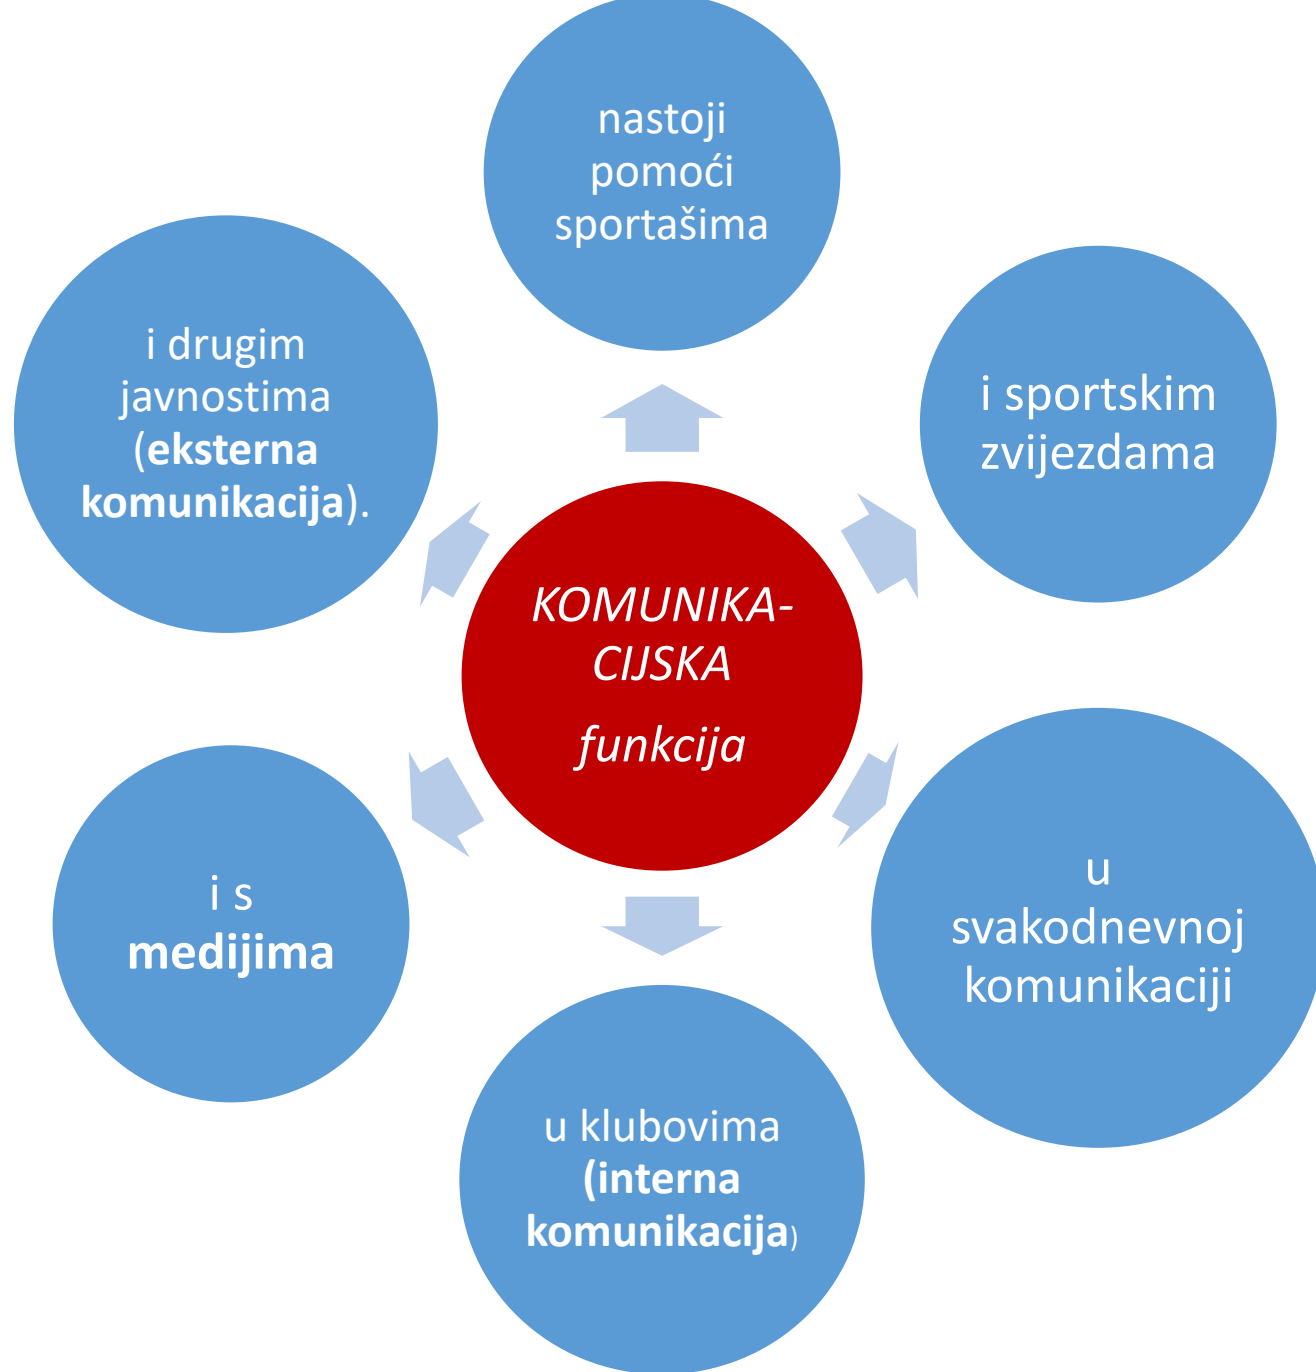 nastoji
pomoći
sportašima
i sportskim
zvijezdama
u
svakodnevnoj
komunikaciji
u klubovima
(interna
komunikacija)
i s
medijima
i drugim
javnostima
(eksterna
komunikacija).
KOMUNIKA-
CIJSKA
funkcija